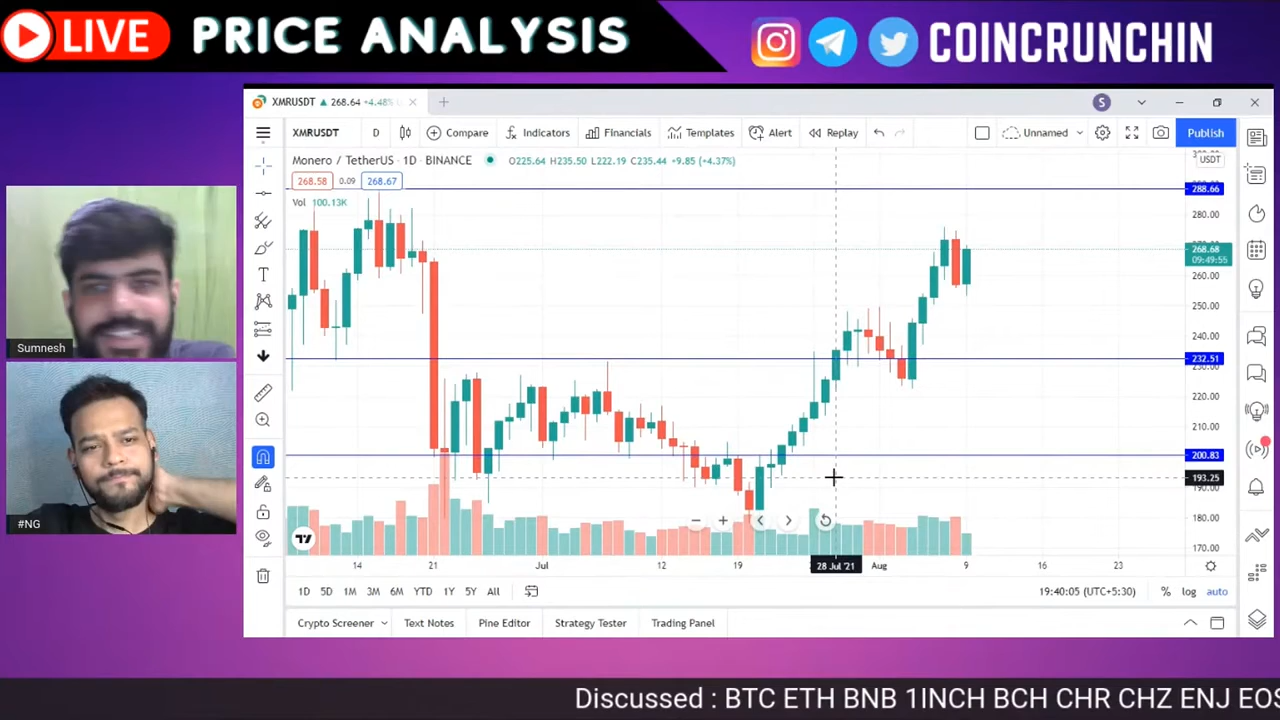 LIVE PRICE ANALYSIS COINCRUNCHIN
XMRUSDT 268.64 +4.48%
S
XMRUSDT D Compare Indicators Financials Templates Alert Replay Unnamed Publish
Monero / TetherUS · 1D · BINANCE O225.64 H235.50 L222.19 C235.44 +9.85 (+4.37%)
USDT
268.58 0.09 268.67
288.66
Vol 100.13K
280.00
268.68
09:49:55
260.00
250.00
240.00
232.51
220.00
210.00
200.83
193.25
180.00
170.00
Sumnesh
#NG
14 21 Jul 12 19 28 Jul '21 Aug 9 16 23
1D 5D 1M 3M 6M YTD 1Y 5Y All 19:40:05 (UTC+5:30) % log auto
Crypto Screener Text Notes Pine Editor Strategy Tester Trading Panel
Discussed : BTC ETH BNB 1INCH BCH CHR CHZ ENJ EOS